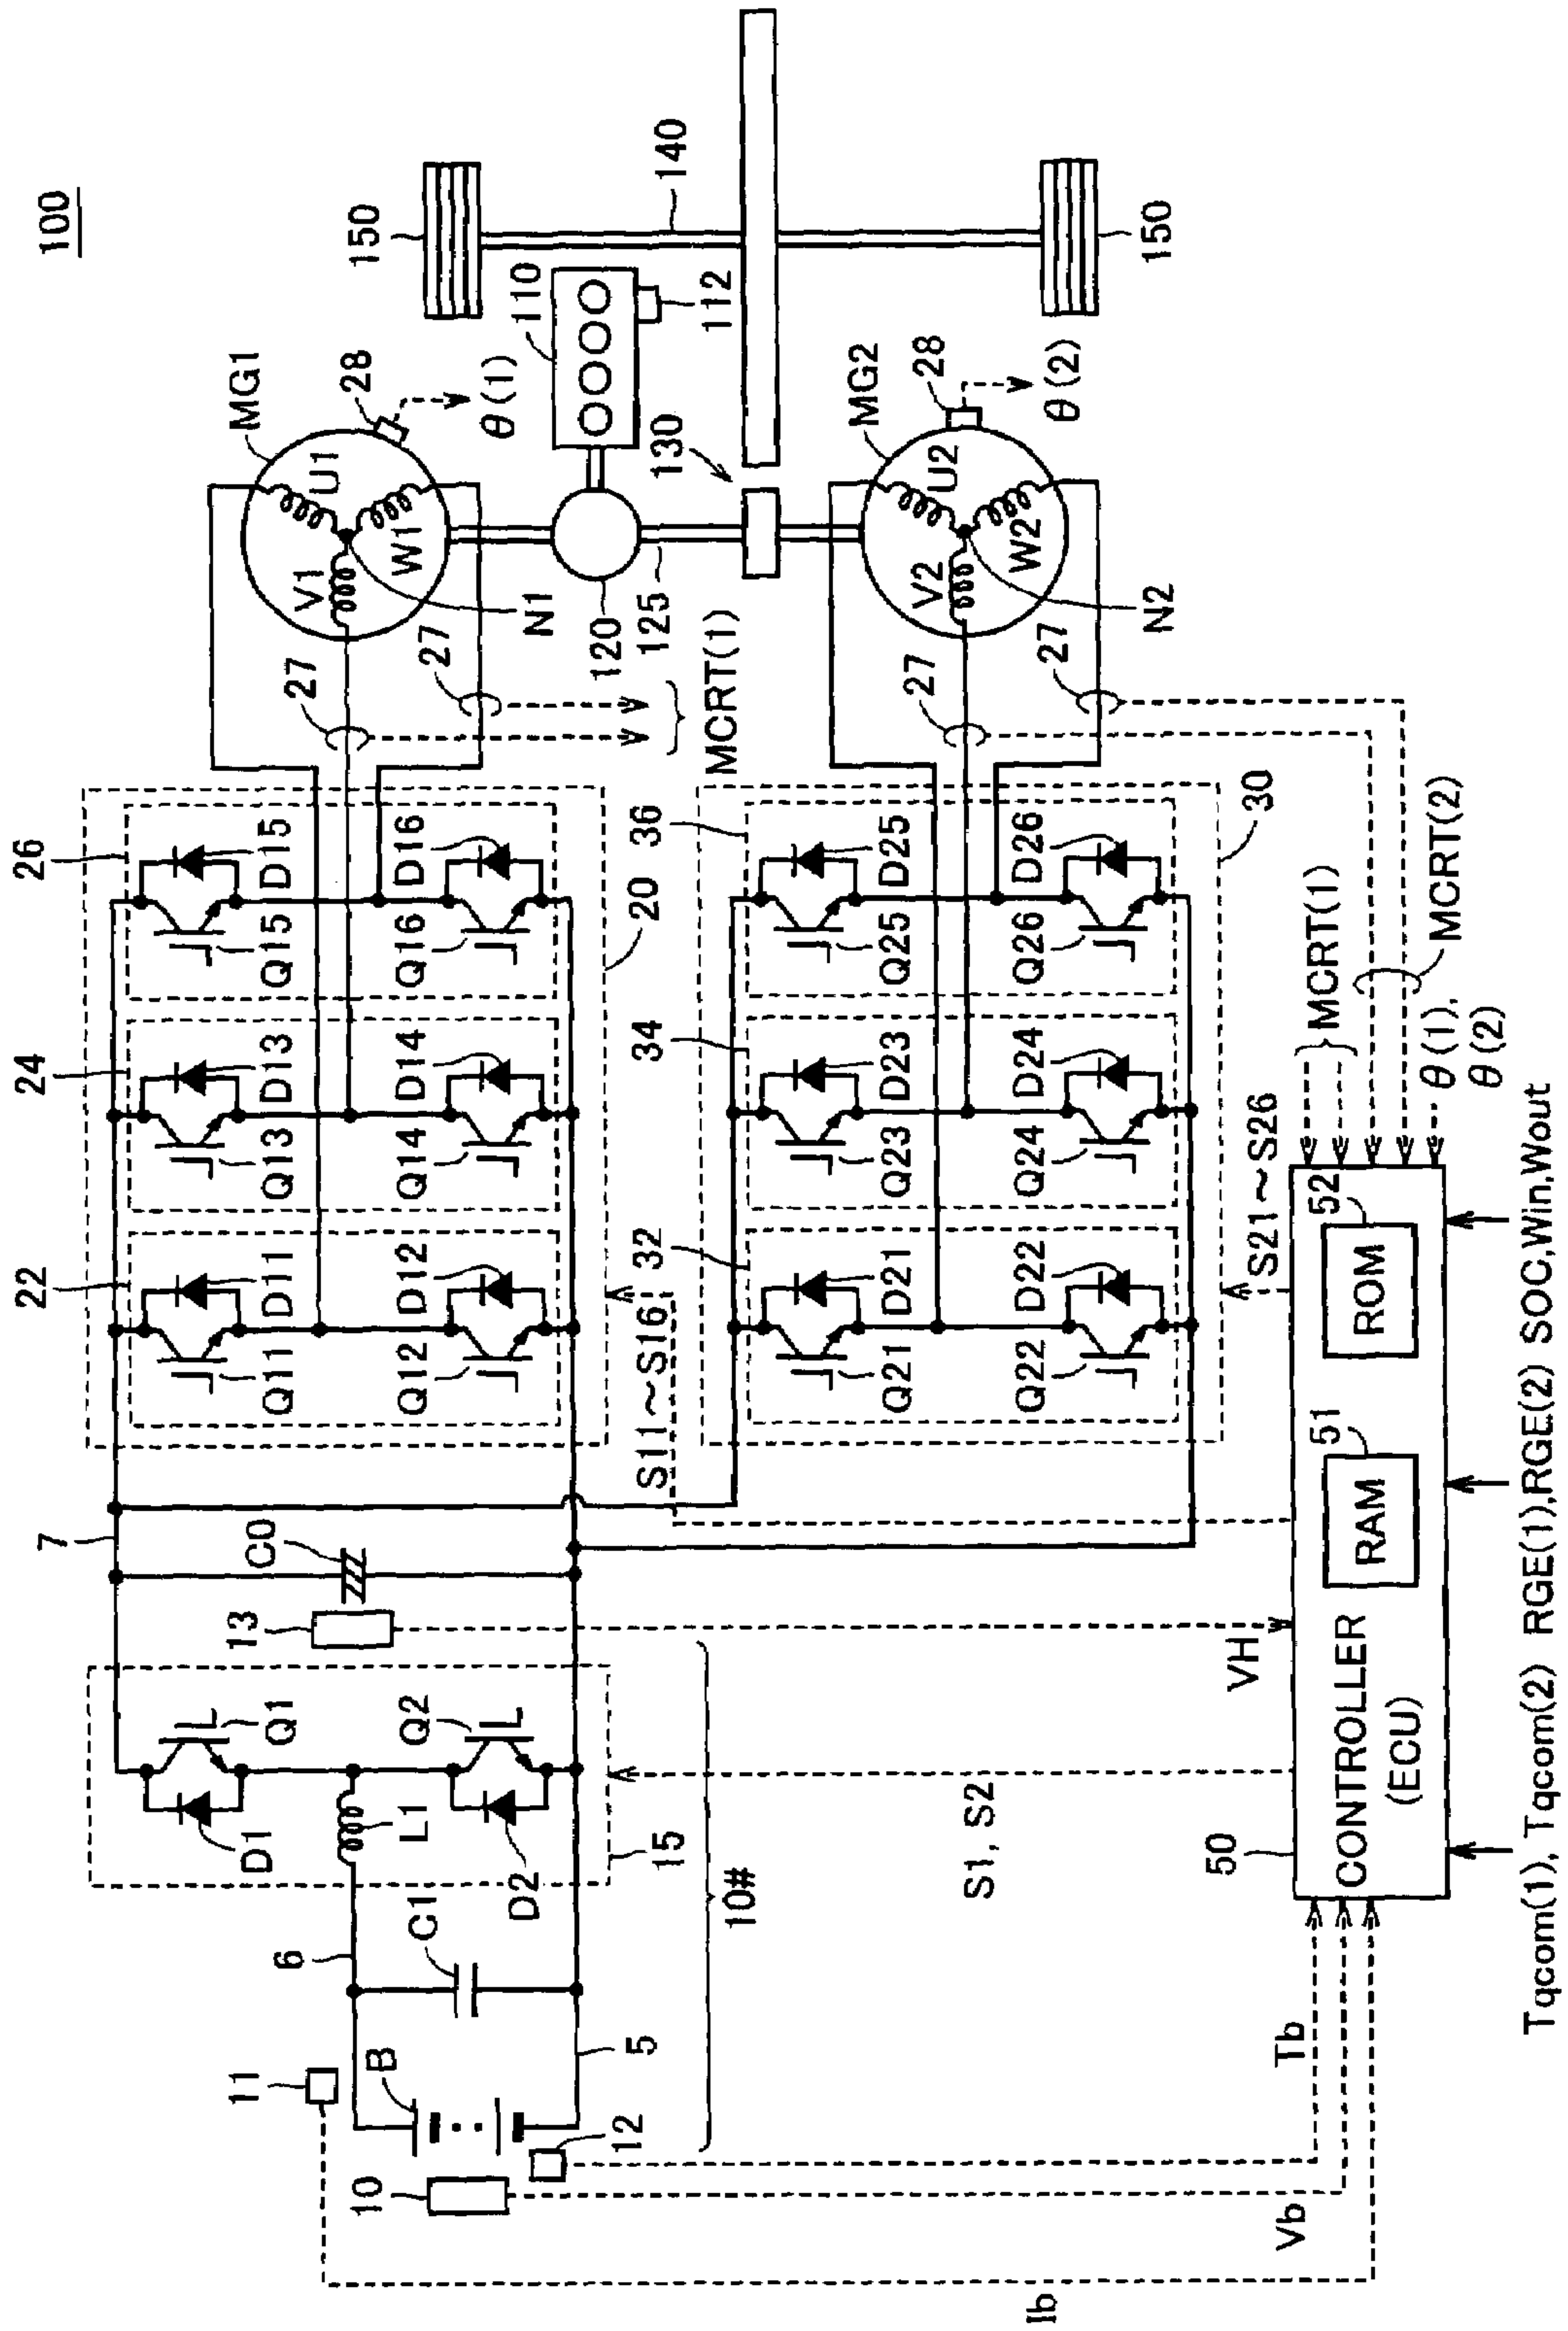 100
150
140
150
110
112
MG1
28
θ(1)
U1
V1
W1
N1
120
125
130
MG2
28
θ(2)
U2
V2
W2
N2
27
27
MCRT(1)
27
27
26
24
22
D15
Q15
D16
Q16
D13
Q13
D14
Q14
D11
Q11
D12
Q12
20
36
34
32
D25
Q25
D26
Q26
D23
Q23
D24
Q24
D21
Q21
D22
Q22
30
S11~S16
S21~S26
MCRT(1)
MCRT(2)
θ(1),
θ(2)
7
C0
13
VH
Q1
D1
Q2
D2
L1
15
10#
S1, S2
6
C1
5
B
11
12
10
Tb
Vb
Ib
50
CONTROLLER
(ECU)
RAM
51
ROM
52
Tqcom(1), Tqcom(2)
RGE(1),RGE(2)
SOC,Win,Wout